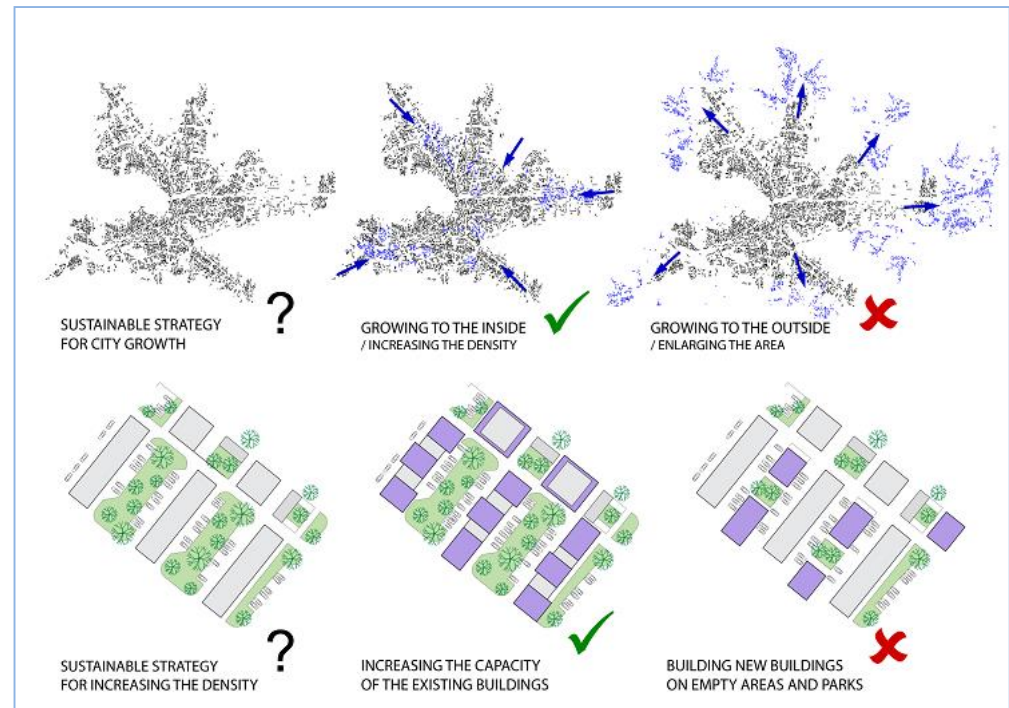 ?
SUSTAINABLE STRATEGY
FOR CITY GROWTH
GROWING TO THE INSIDE
/ INCREASING THE DENSITY
GROWING TO THE OUTSIDE
/ ENLARGING THE AREA
?
SUSTAINABLE STRATEGY
FOR INCREASING THE DENSITY
INCREASING THE CAPACITY
OF THE EXISTING BUILDINGS
BUILDING NEW BUILDINGS
ON EMPTY AREAS AND PARKS